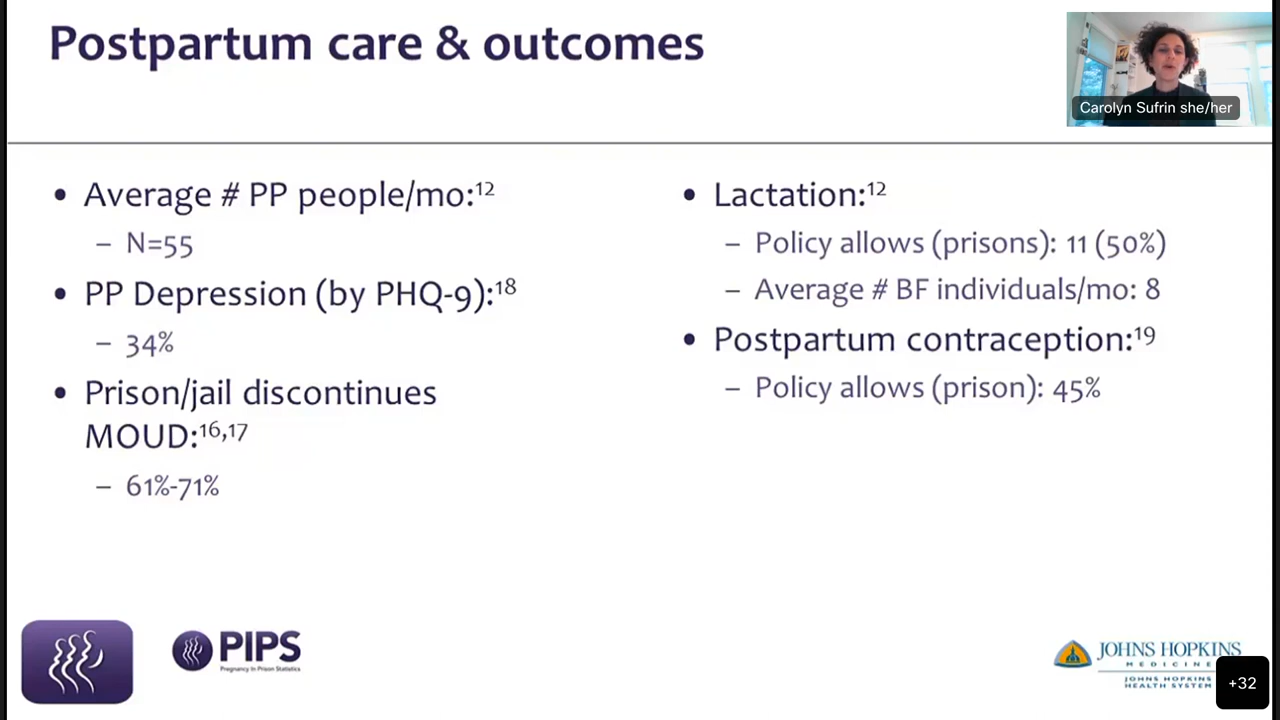 Postpartum care & outcomes
Carolyn Sufrin she/her
• Average # PP people/mo:12
– N=55
• PP Depression (by PHQ-9):18
– 34%
• Prison/jail discontinues
MOUD:16,17
– 61%-71%
• Lactation:12
– Policy allows (prisons): 11 (50%)
– Average # BF individuals/mo: 8
• Postpartum contraception:19
– Policy allows (prison): 45%
PIPS
Pregnancy In Prison Statistics
JOHNS HOPKINS
MEDICINE
JOHNS HOPKINS
HEALTH SYSTEM
+32